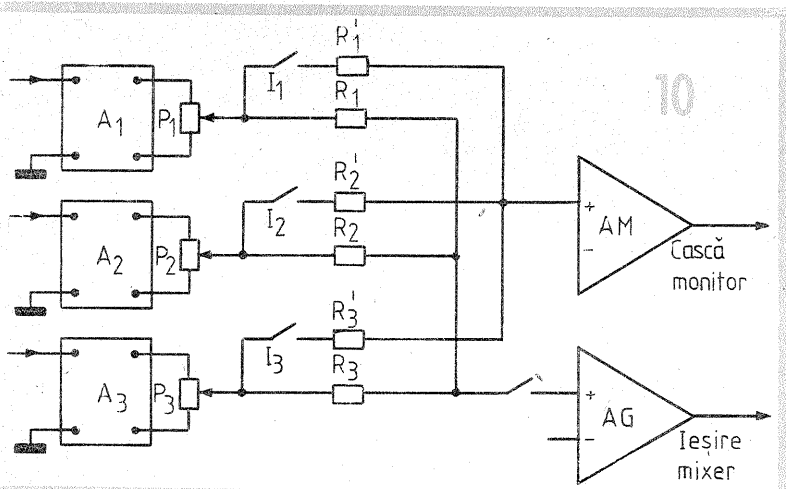 10
R1'
I1
R1
A1
P1
R2'
I2
R2
A2
P2
R3'
I3
R3
A3
P3
+
AM
-
Cască
monitor
+
AG
-
Ieșire
mixer